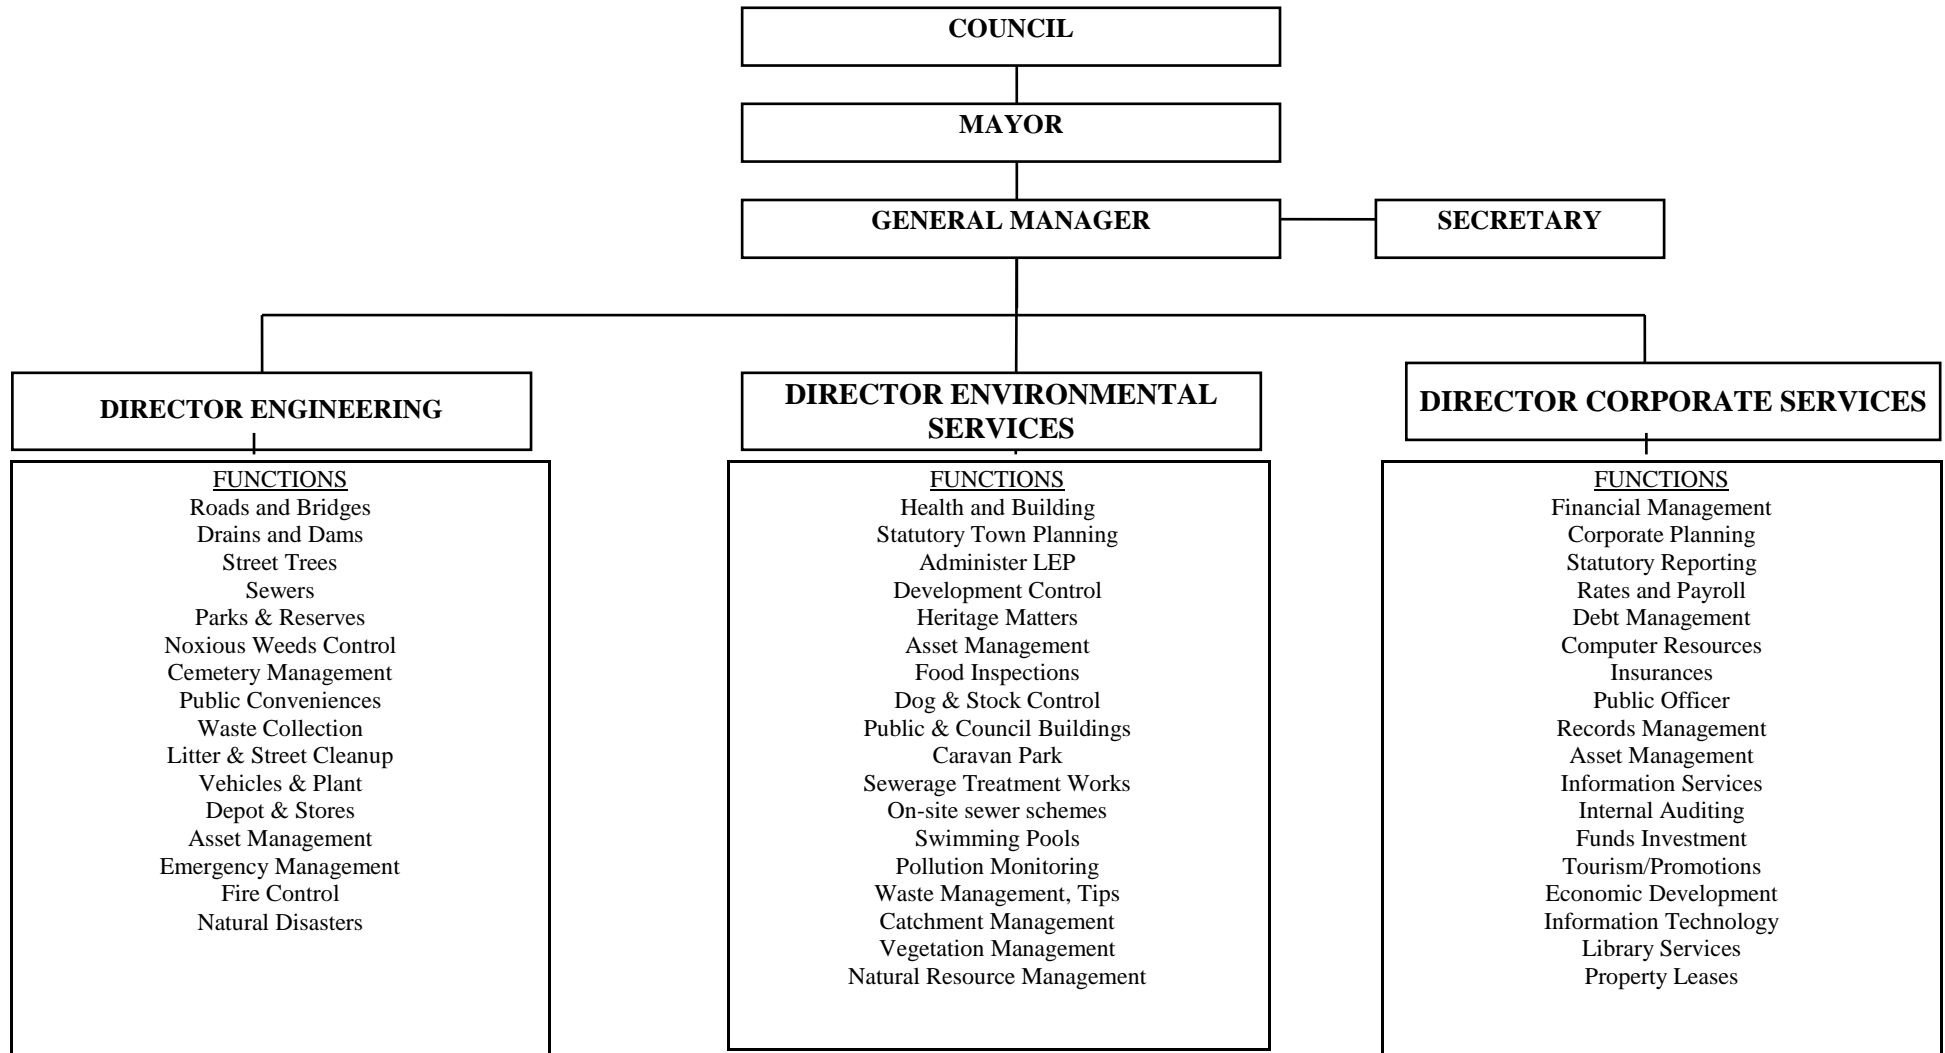 COUNCIL
MAYOR
GENERAL MANAGER
SECRETARY
DIRECTOR ENGINEERING
FUNCTIONS
Roads and Bridges
Drains and Dams
Street Trees
Sewers
Parks & Reserves
Noxious Weeds Control
Cemetery Management
Public Conveniences
Waste Collection
Litter & Street Cleanup
Vehicles & Plant
Depot & Stores
Asset Management
Emergency Management
Fire Control
Natural Disasters
DIRECTOR ENVIRONMENTAL
SERVICES
FUNCTIONS
Health and Building
Statutory Town Planning
Administer LEP
Development Control
Heritage Matters
Asset Management
Food Inspections
Dog & Stock Control
Public & Council Buildings
Caravan Park
Sewerage Treatment Works
On-site sewer schemes
Swimming Pools
Pollution Monitoring
Waste Management, Tips
Catchment Management
Vegetation Management
Natural Resource Management
DIRECTOR CORPORATE SERVICES
FUNCTIONS
Financial Management
Corporate Planning
Statutory Reporting
Rates and Payroll
Debt Management
Computer Resources
Insurances
Public Officer
Records Management
Asset Management
Information Services
Internal Auditing
Funds Investment
Tourism/Promotions
Economic Development
Information Technology
Library Services
Property Leases